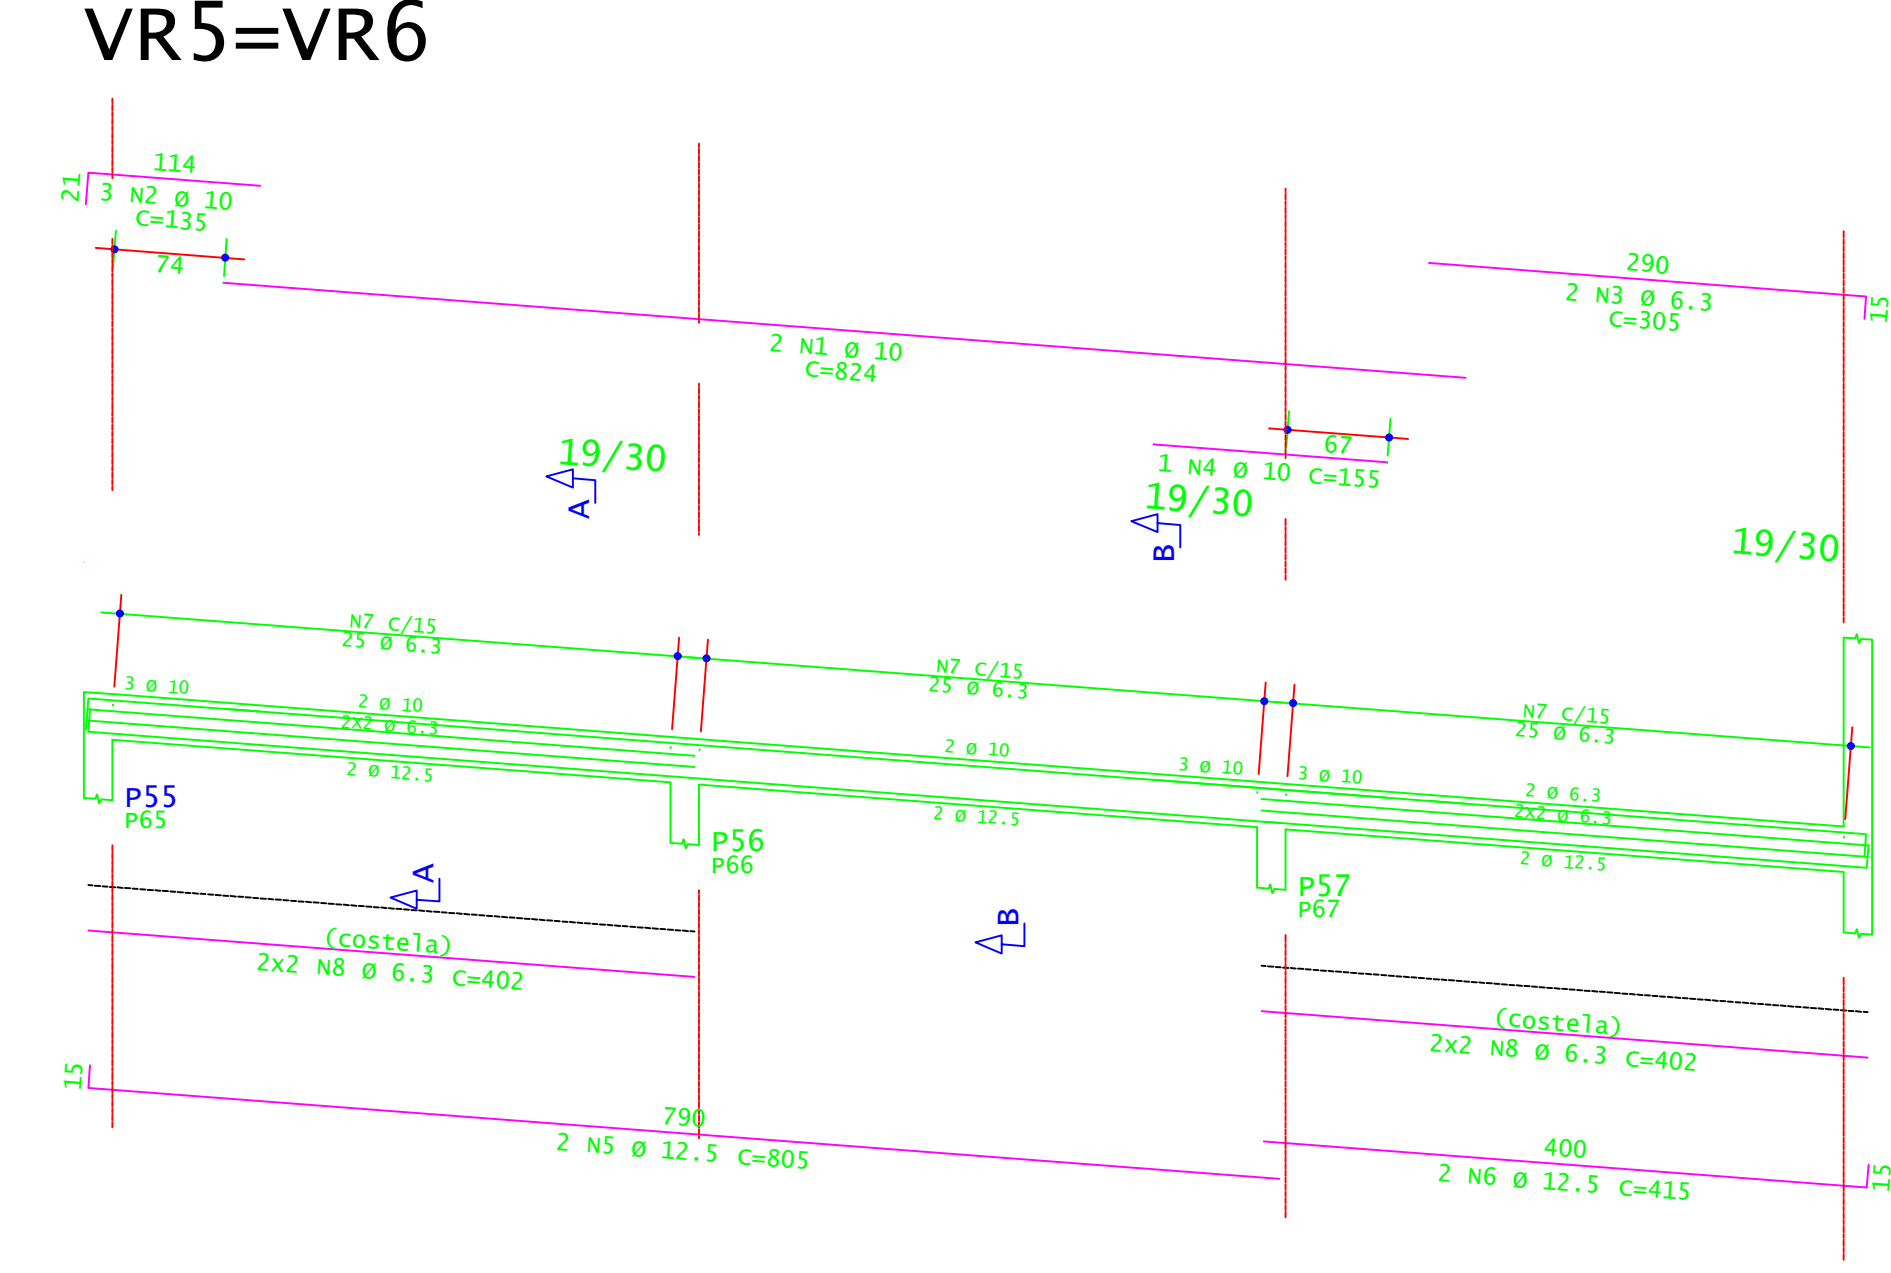 VR5=VR6
114
21
3 N2 Ø 10
C=135
74
290
2 N3 Ø 6.3
C=305
15
2 N1 Ø 10
C=824
67
1 N4 Ø 10 C=155
19/30
A
19/30
B
19/30
N7 C/15
25 Ø 6.3
N7 C/15
25 Ø 6.3
N7 C/15
25 Ø 6.3
3 Ø 10
2 Ø 10
2X2 Ø 6.3
2 Ø 12.5
2 Ø 10
3 Ø 10
3 Ø 10
2 Ø 12.5
2 Ø 6.3
2X2 Ø 6.3
2 Ø 12.5
P55
P65
P56
P66
P57
P67
A
B
(costela)
2x2 N8 Ø 6.3 C=402
(costela)
2x2 N8 Ø 6.3 C=402
15
790
2 N5 Ø 12.5 C=805
400
2 N6 Ø 12.5 C=415
15